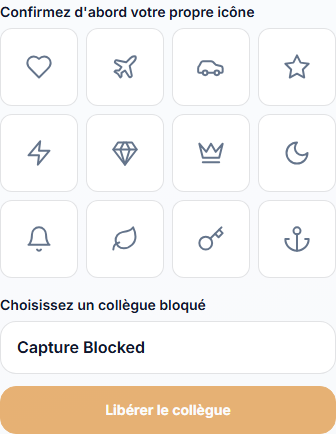 Confirmez d'abord votre propre icône
Choisissez un collègue bloqué
Capture Blocked
Libérer le collègue